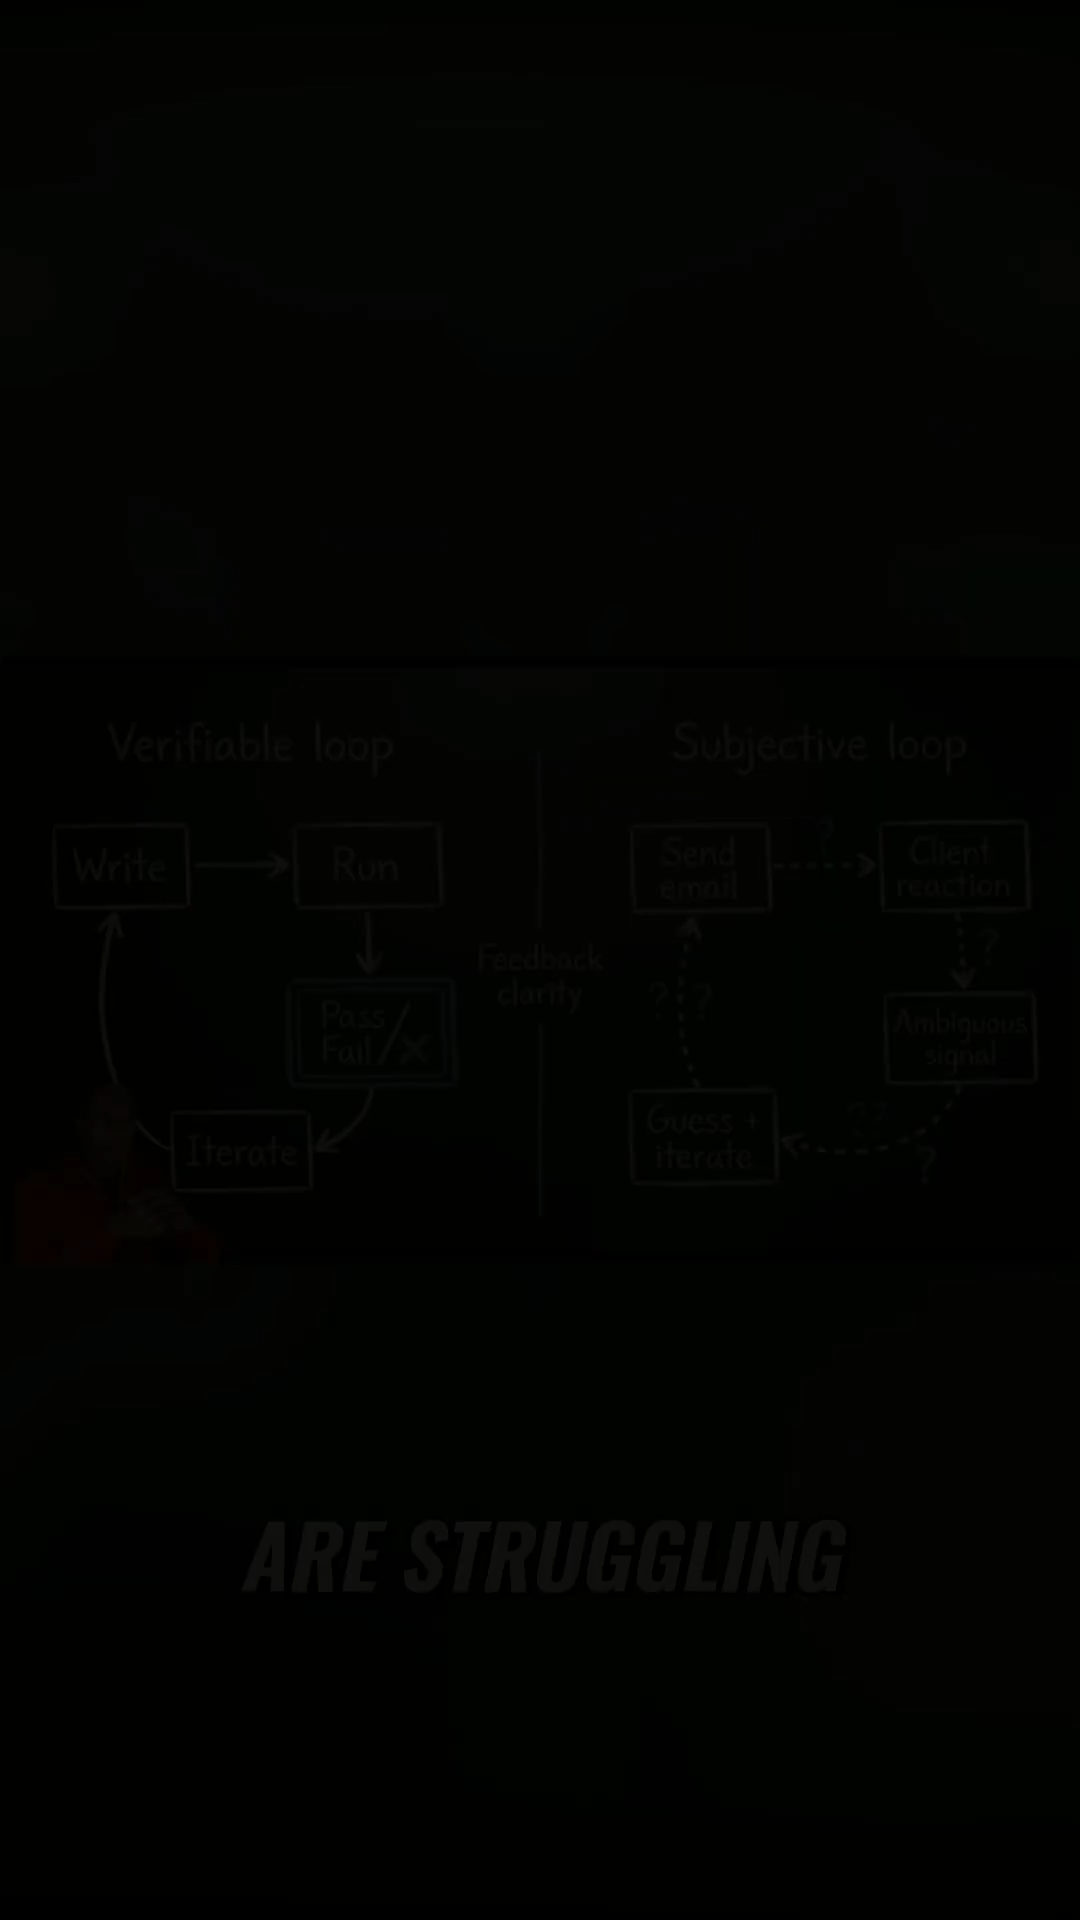 Verifiable loop
Write
Run
Pass
Fail/×
Iterate
Feedback
clarity
Subjective loop
Send
email
?
Client
reaction
?
Ambiguous
signal
??
?
Guess +
iterate
? ?
ARE STRUGGLING